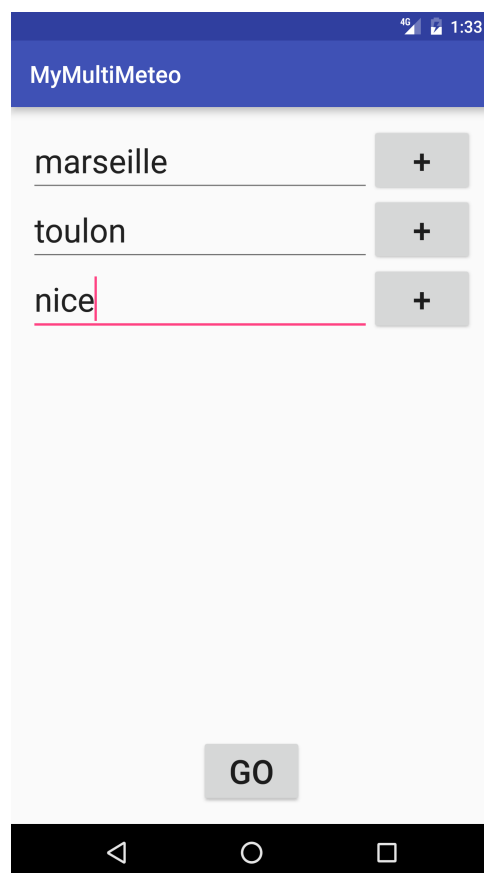 4G 1:33
MyMultiMeteo
marseille +
toulon +
nice +
GO